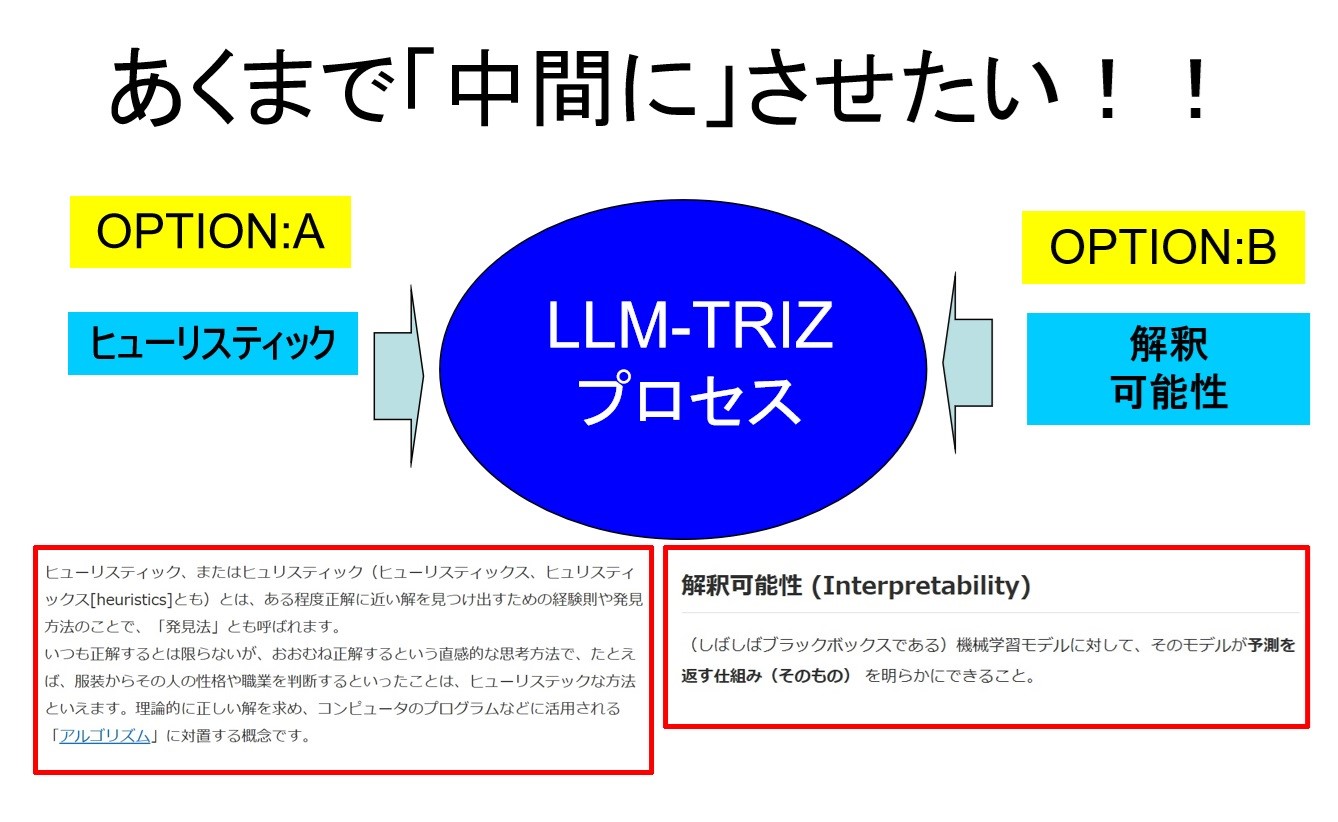 あくまで「中間に」させたい！！
OPTION:A
OPTION:B
ヒューリスティック
解釈
可能性
LLM-TRIZ
プロセス
ヒューリスティック、またはヒュリスティック（ヒューリスティックス、ヒュリスティ
ックス[heuristics]とも）とは、ある程度正解に近い解を見つけ出すための経験則や発見
方法のことで、「発見法」とも呼ばれます。
いつも正解するとは限らないが、おおむね正解するという直感的な思考方法で、たとえ
ば、服装からその人の性格や職業を判断するといったことは、ヒューリステックな方法
といえます。理論的に正しい解を求め、コンピュータのプログラムなどに活用される
「アルゴリズム」に対置する概念です。
解釈可能性 (Interpretability)
（しばしばブラックボックスである）機械学習モデルに対して、そのモデルが予測を
返す仕組み（そのもの） を明らかにできること。